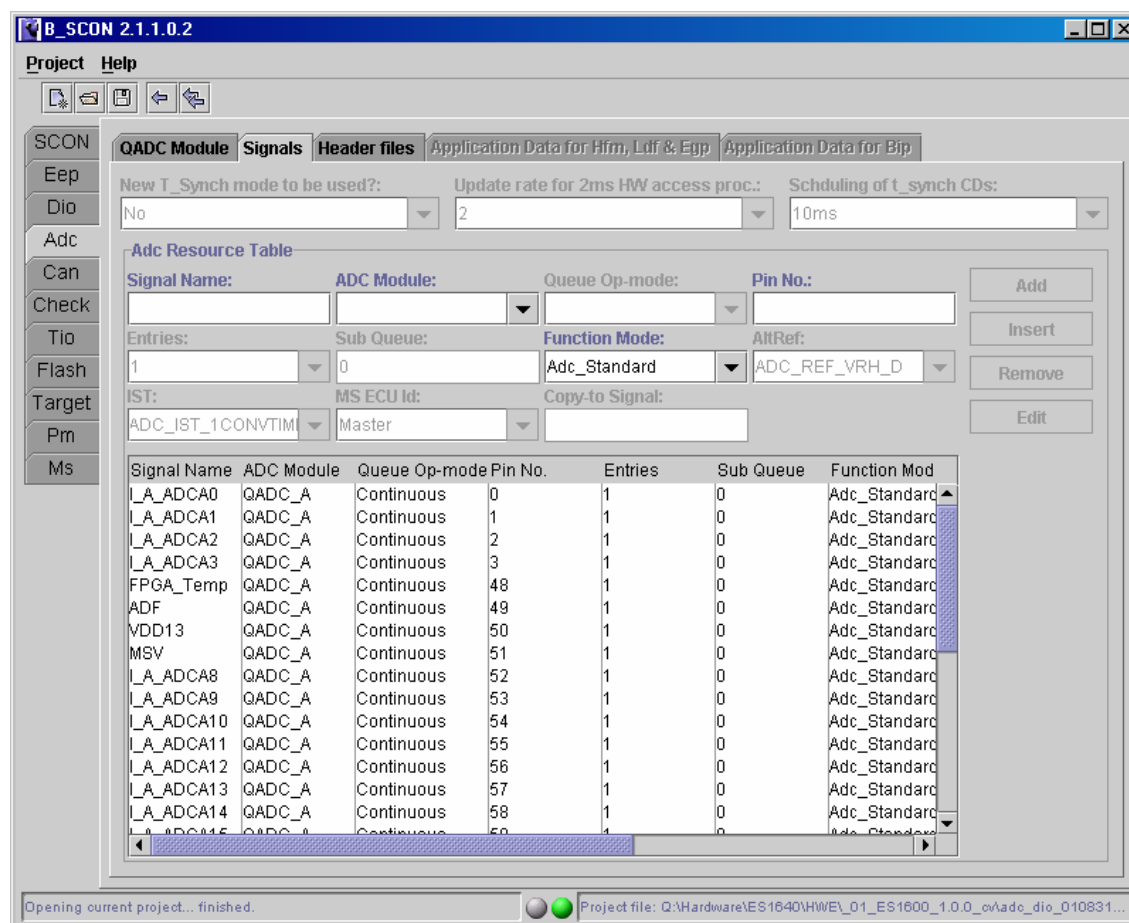 B_SCON 2.1.1.0.2
Project Help
SCON
Eep
Dio
Adc
Can
Check
Tio
Flash
Target
Pm
Ms
QADC Module Signals Header files Application Data for Hfm, Ldf & Egp Application Data for Bip
New T_Synch mode to be used?: Update rate for 2ms HW access proc.: Schduling of t_synch CDs:
No 2 10ms
Adc Resource Table
Signal Name: ADC Module: Queue Op-mode: Pin No.: Add
Entries: Sub Queue: Function Mode: AltRef: Insert
1 0 Adc_Standard ADC_REF_VRH_D Remove
IST: MS ECU Id: Copy-to Signal: Edit
ADC_IST_1CONVTIM Master
Signal Name ADC Module Queue Op-mode Pin No. Entries Sub Queue Function Mod
I_A_ADCA0 QADC_A Continuous 0 1 0 Adc_Standard
I_A_ADCA1 QADC_A Continuous 1 1 0 Adc_Standard
I_A_ADCA2 QADC_A Continuous 2 1 0 Adc_Standard
I_A_ADCA3 QADC_A Continuous 3 1 0 Adc_Standard
FPGA_Temp QADC_A Continuous 48 1 0 Adc_Standard
ADF QADC_A Continuous 49 1 0 Adc_Standard
VDD13 QADC_A Continuous 50 1 0 Adc_Standard
MSV QADC_A Continuous 51 1 0 Adc_Standard
I_A_ADCA8 QADC_A Continuous 52 1 0 Adc_Standard
I_A_ADCA9 QADC_A Continuous 53 1 0 Adc_Standard
I_A_ADCA10 QADC_A Continuous 54 1 0 Adc_Standard
I_A_ADCA11 QADC_A Continuous 55 1 0 Adc_Standard
I_A_ADCA12 QADC_A Continuous 56 1 0 Adc_Standard
I_A_ADCA13 QADC_A Continuous 57 1 0 Adc_Standard
I_A_ADCA14 QADC_A Continuous 58 1 0 Adc_Standard
Opening current project... finished. Project file: Q:\Hardware\ES1640\HWE\_01_ES1600_1.0.0_cv\adc_dio_010831...